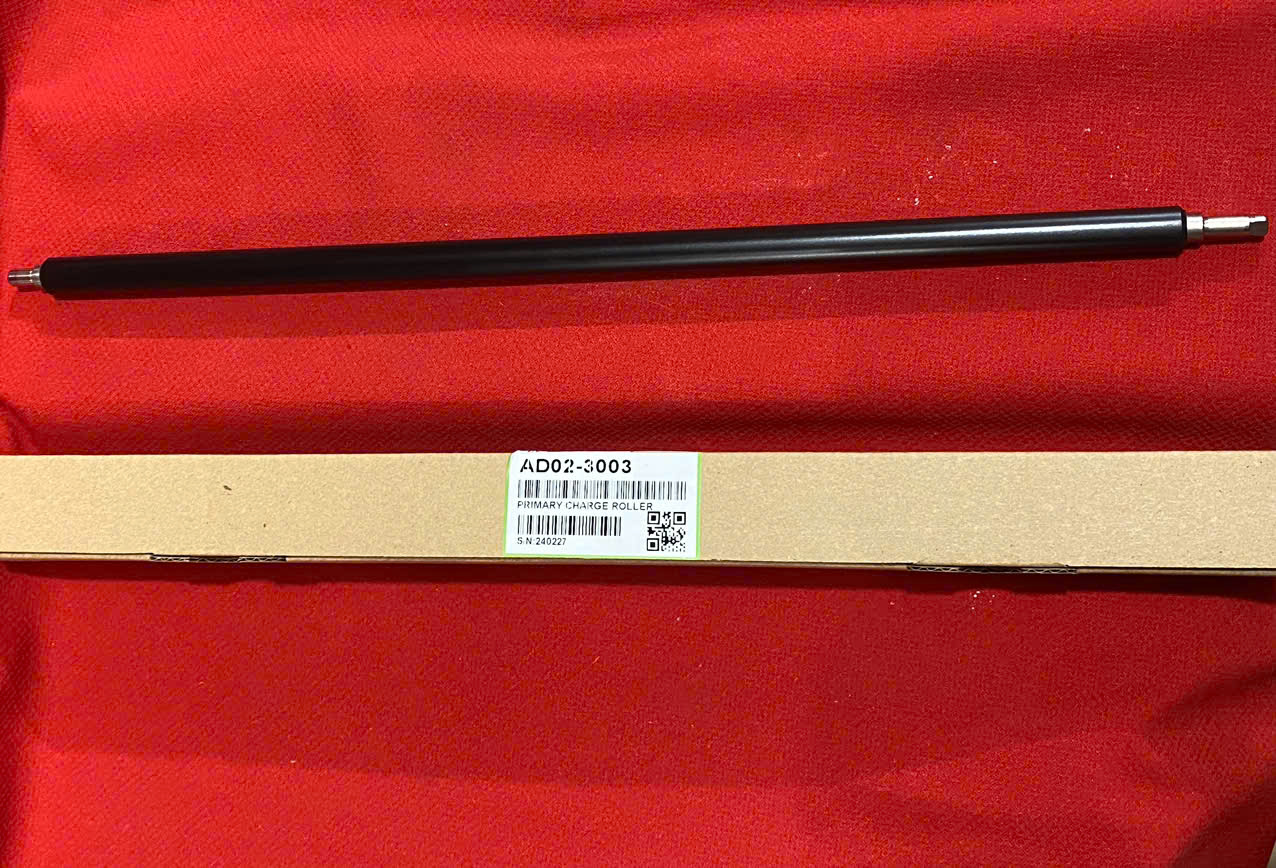 AD02-3003
PRIMARY CHARGE ROLLER
S.N:240227